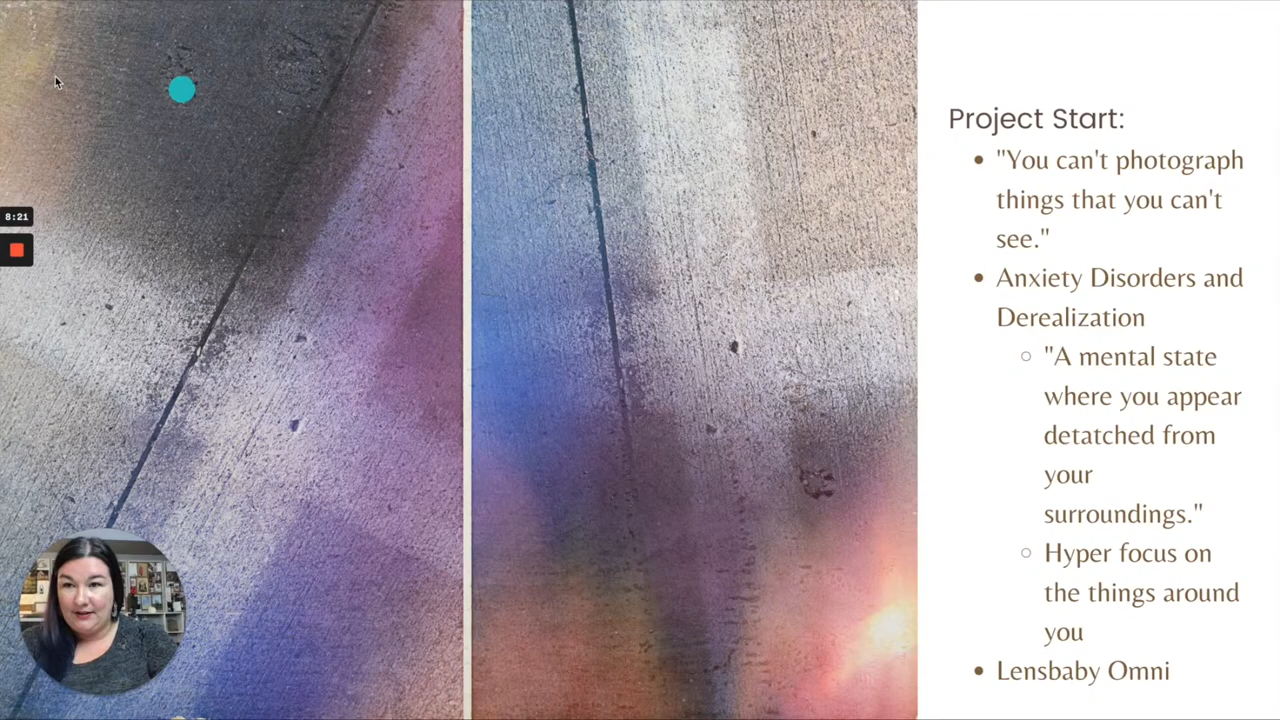 8:21
Project Start:
"You can't photograph
things that you can't
see."
Anxiety Disorders and
Derealization
"A mental state
where you appear
detatched from
your
surroundings."
Hyper focus on
the things around
you
Lensbaby Omni